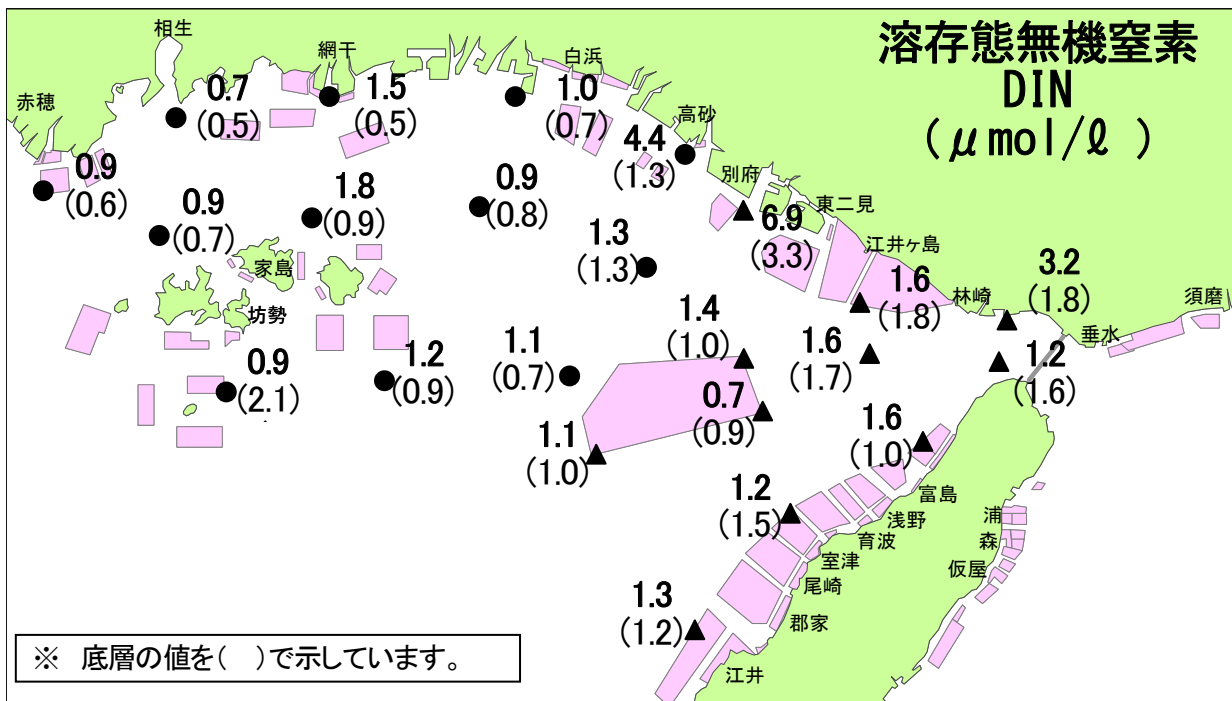 溶存態無機窒素
DIN
(μmol/ℓ )
相生
網干
白浜
赤穂
高砂
別府
東二見
江井ヶ島
林崎
須磨
垂水
家島
坊勢
富島
浅野
育波
室津
尾崎
郡家
江井
浦
森
仮屋
0.7
(0.5)
1.5
(0.5)
1.0
(0.7)
4.4
(1.3)
0.9
(0.6)
0.9
(0.7)
1.8
(0.9)
0.9
(0.8)
6.9
(3.3)
1.3
(1.3)
1.6
(1.8)
3.2
(1.8)
1.4
(1.0)
1.6
(1.7)
1.2
(1.6)
0.9
(2.1)
1.2
(0.9)
1.1
(0.7)
0.7
(0.9)
1.1
(1.0)
1.6
(1.0)
1.2
(1.5)
1.3
(1.2)
※ 底層の値を( )で示しています。